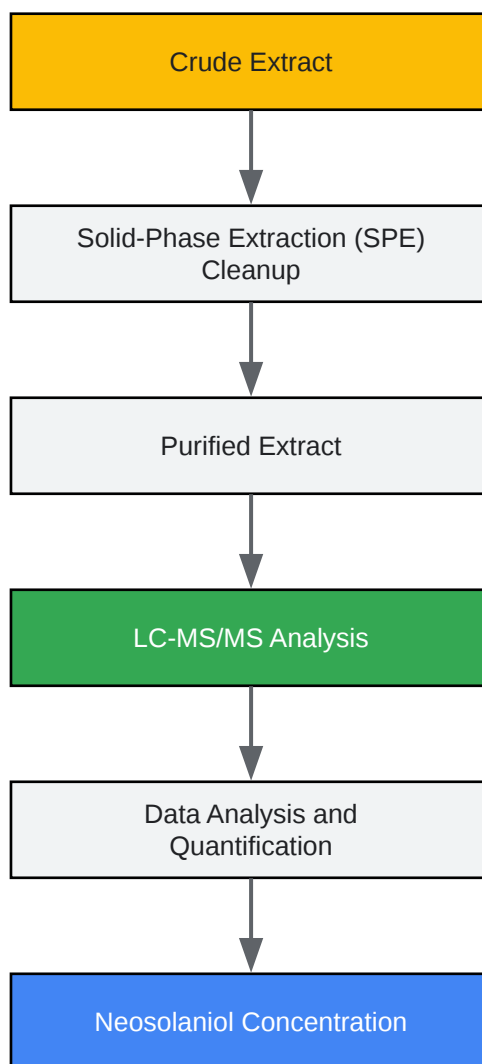 Crude Extract
Solid-Phase Extraction (SPE)
Cleanup
Purified Extract
LC-MS/MS Analysis
Data Analysis and
Quantification
Neosolaniol Concentration